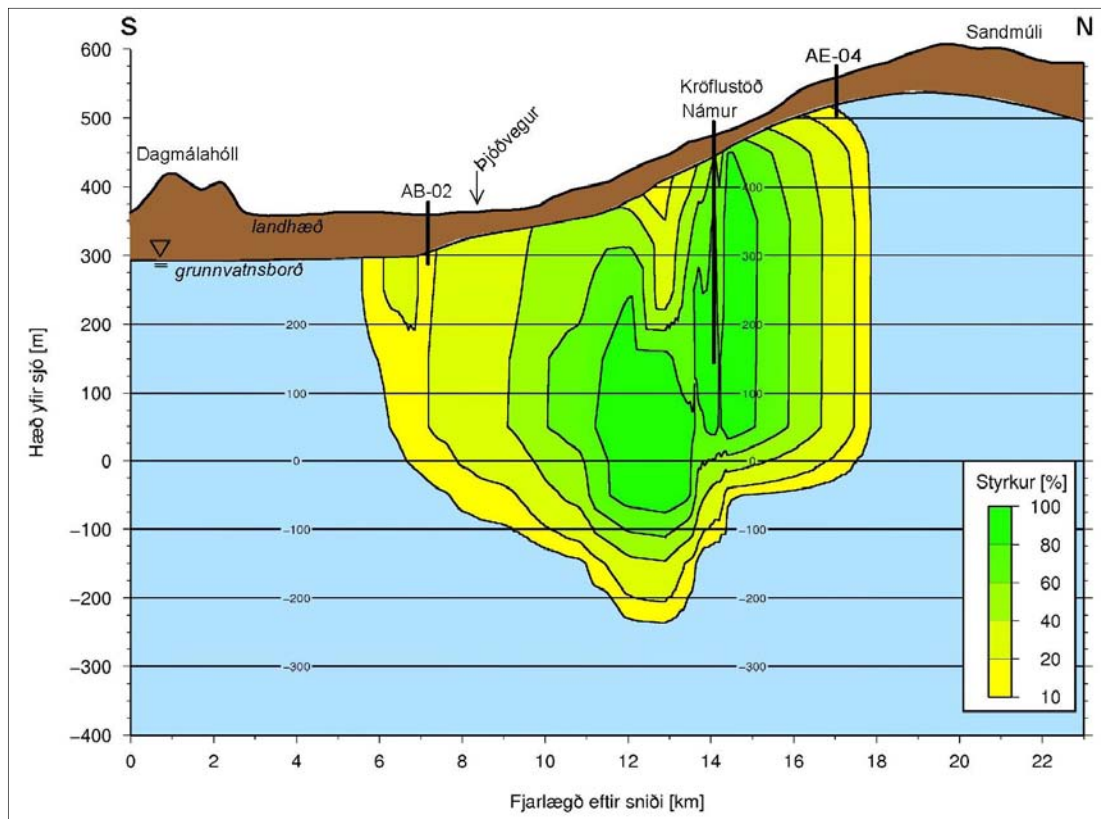 S
N
Sandmúli
AE-04
Kröflustöð
Námur
Þjóðvegur
Dagmálahóll
AB-02
landhæð
grunnvatnsborð
600
500
400
300
200
100
0
−100
−200
−300
−400
Hæð yfir sjó [m]
400
300
200
200
100
100
0
0
−100
−100
−200
−200
−300
−300
Styrkur [%]
100
80
60
40
20
10
0 2 4 6 8 10 12 14 16 18 20 22
Fjarlægð eftir sniði [km]